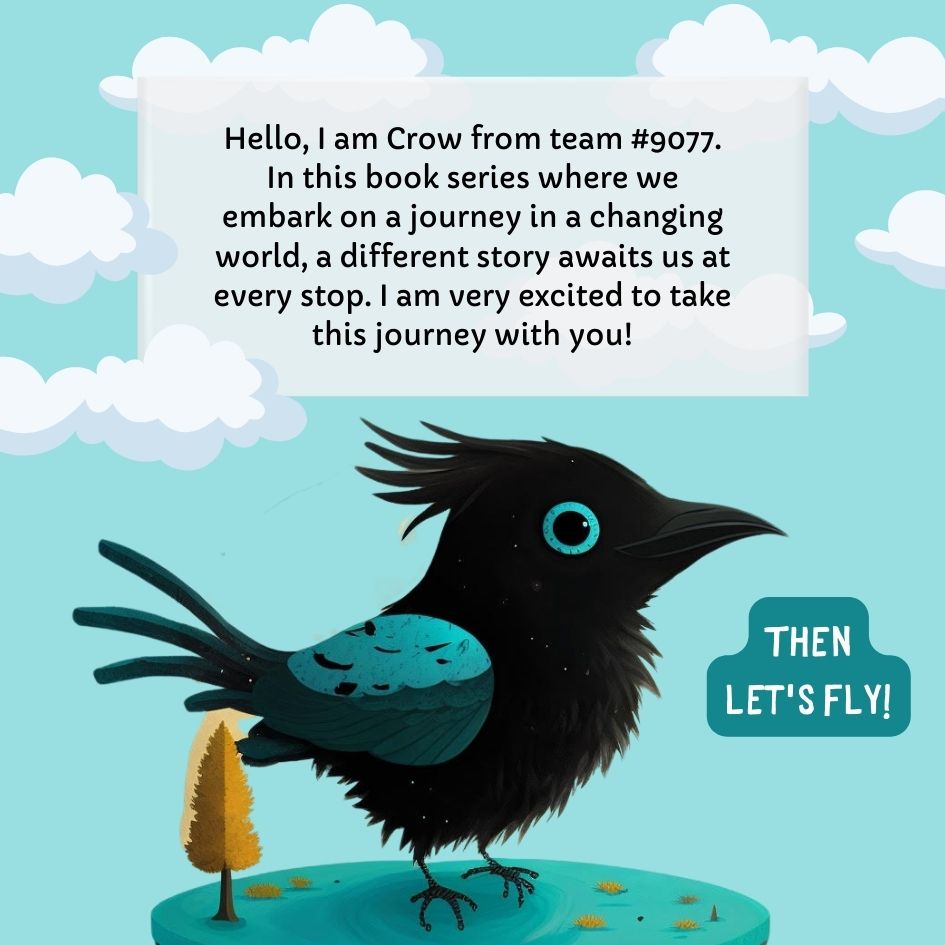 Hello, I am Crow from team #9077.
In this book series where we
embark on a journey in a changing
world, a different story awaits us at
every stop. I am very excited to take
this journey with you!
THEN
LET'S FLY!